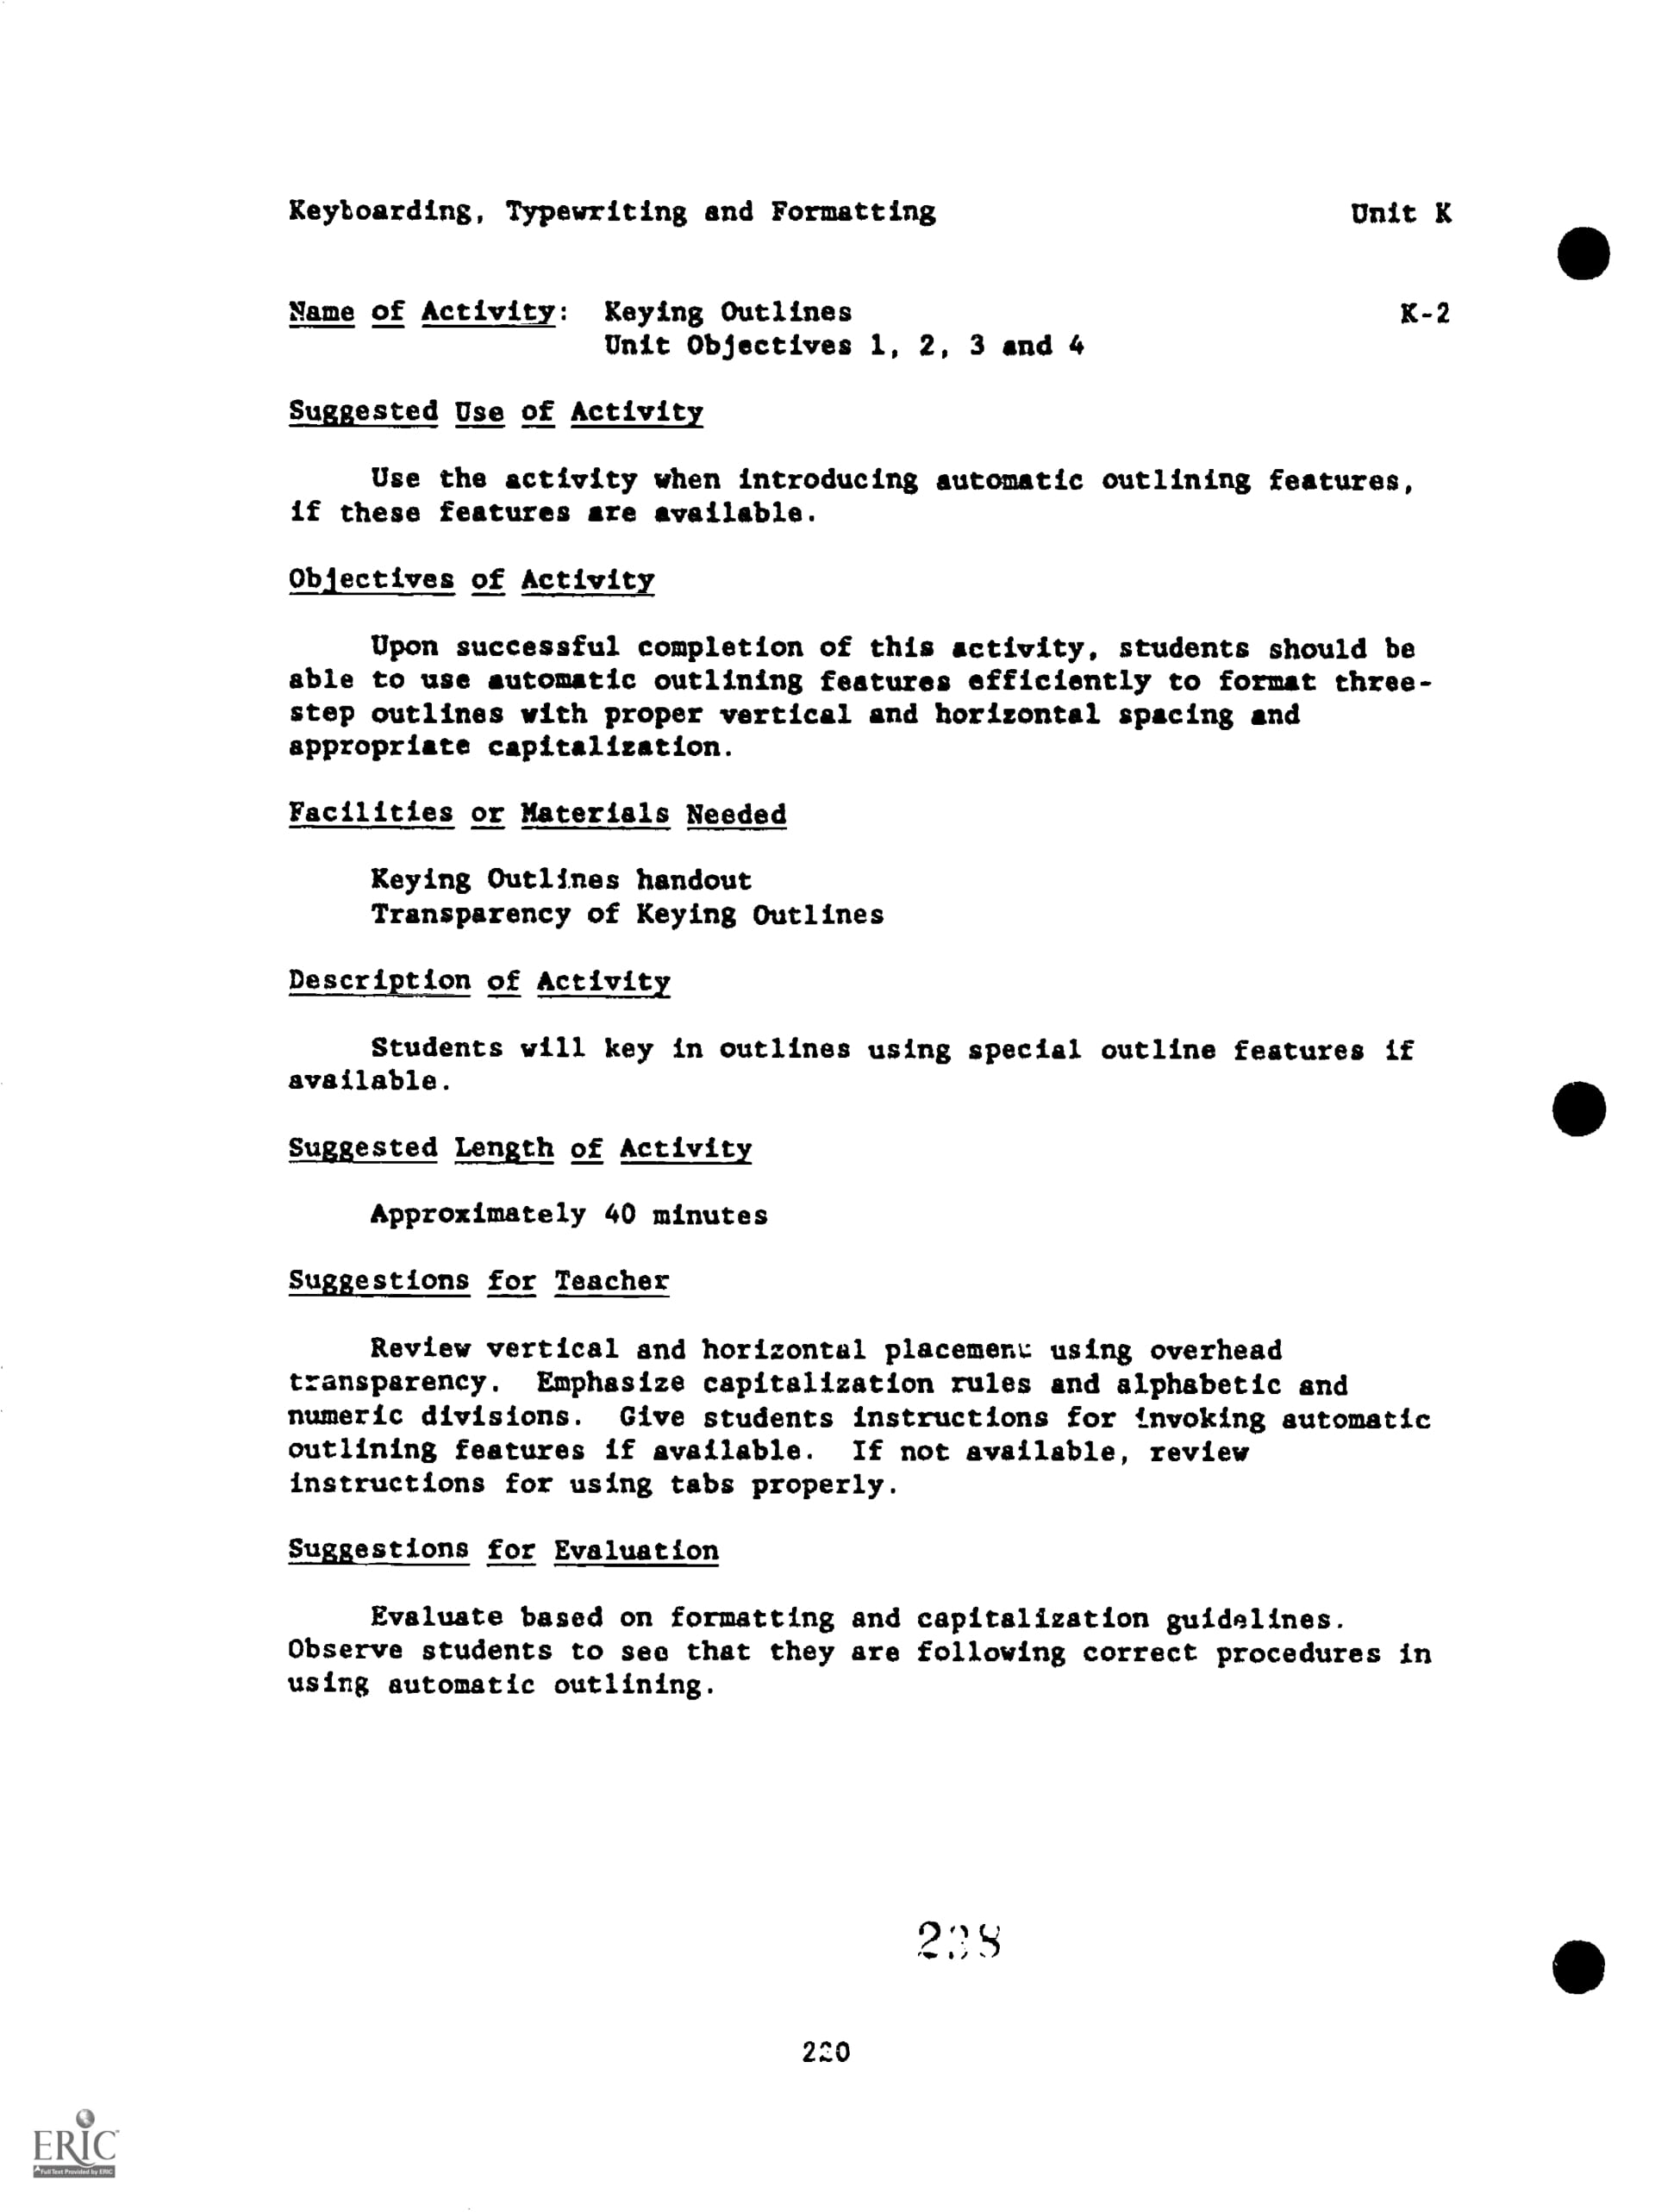 Keyboarding, Typewriting and Formatting Unit K
Name of Activity: Keying Outlines K-2
Unit Objectives 1, 2, 3 and 4
Suggested Use of Activity
Use the activity when introducing automatic outlining features,
if these features are available.
Objectives of Activity
Upon successful completion of this activity, students should be
able to use automatic outlining features efficiently to format three-
step outlines with proper vertical and horizontal spacing and
appropriate capitalization.
Facilities or Materials Needed
Keying Outlines handout
Transparency of Keying Outlines
Description of Activity
Students will key in outlines using special outline features if
available.
Suggested Length of Activity
Approximately 40 minutes
Suggestions for Teacher
Review vertical and horizontal placement using overhead
transparency. Emphasize capitalization rules and alphabetic and
numeric divisions. Give students instructions for invoking automatic
outlining features if available. If not available, review
instructions for using tabs properly.
Suggestions for Evaluation
Evaluate based on formatting and capitalization guidelines.
Observe students to see that they are following correct procedures in
using automatic outlining.
238
220
ERIC
Full Text Provided by ERIC